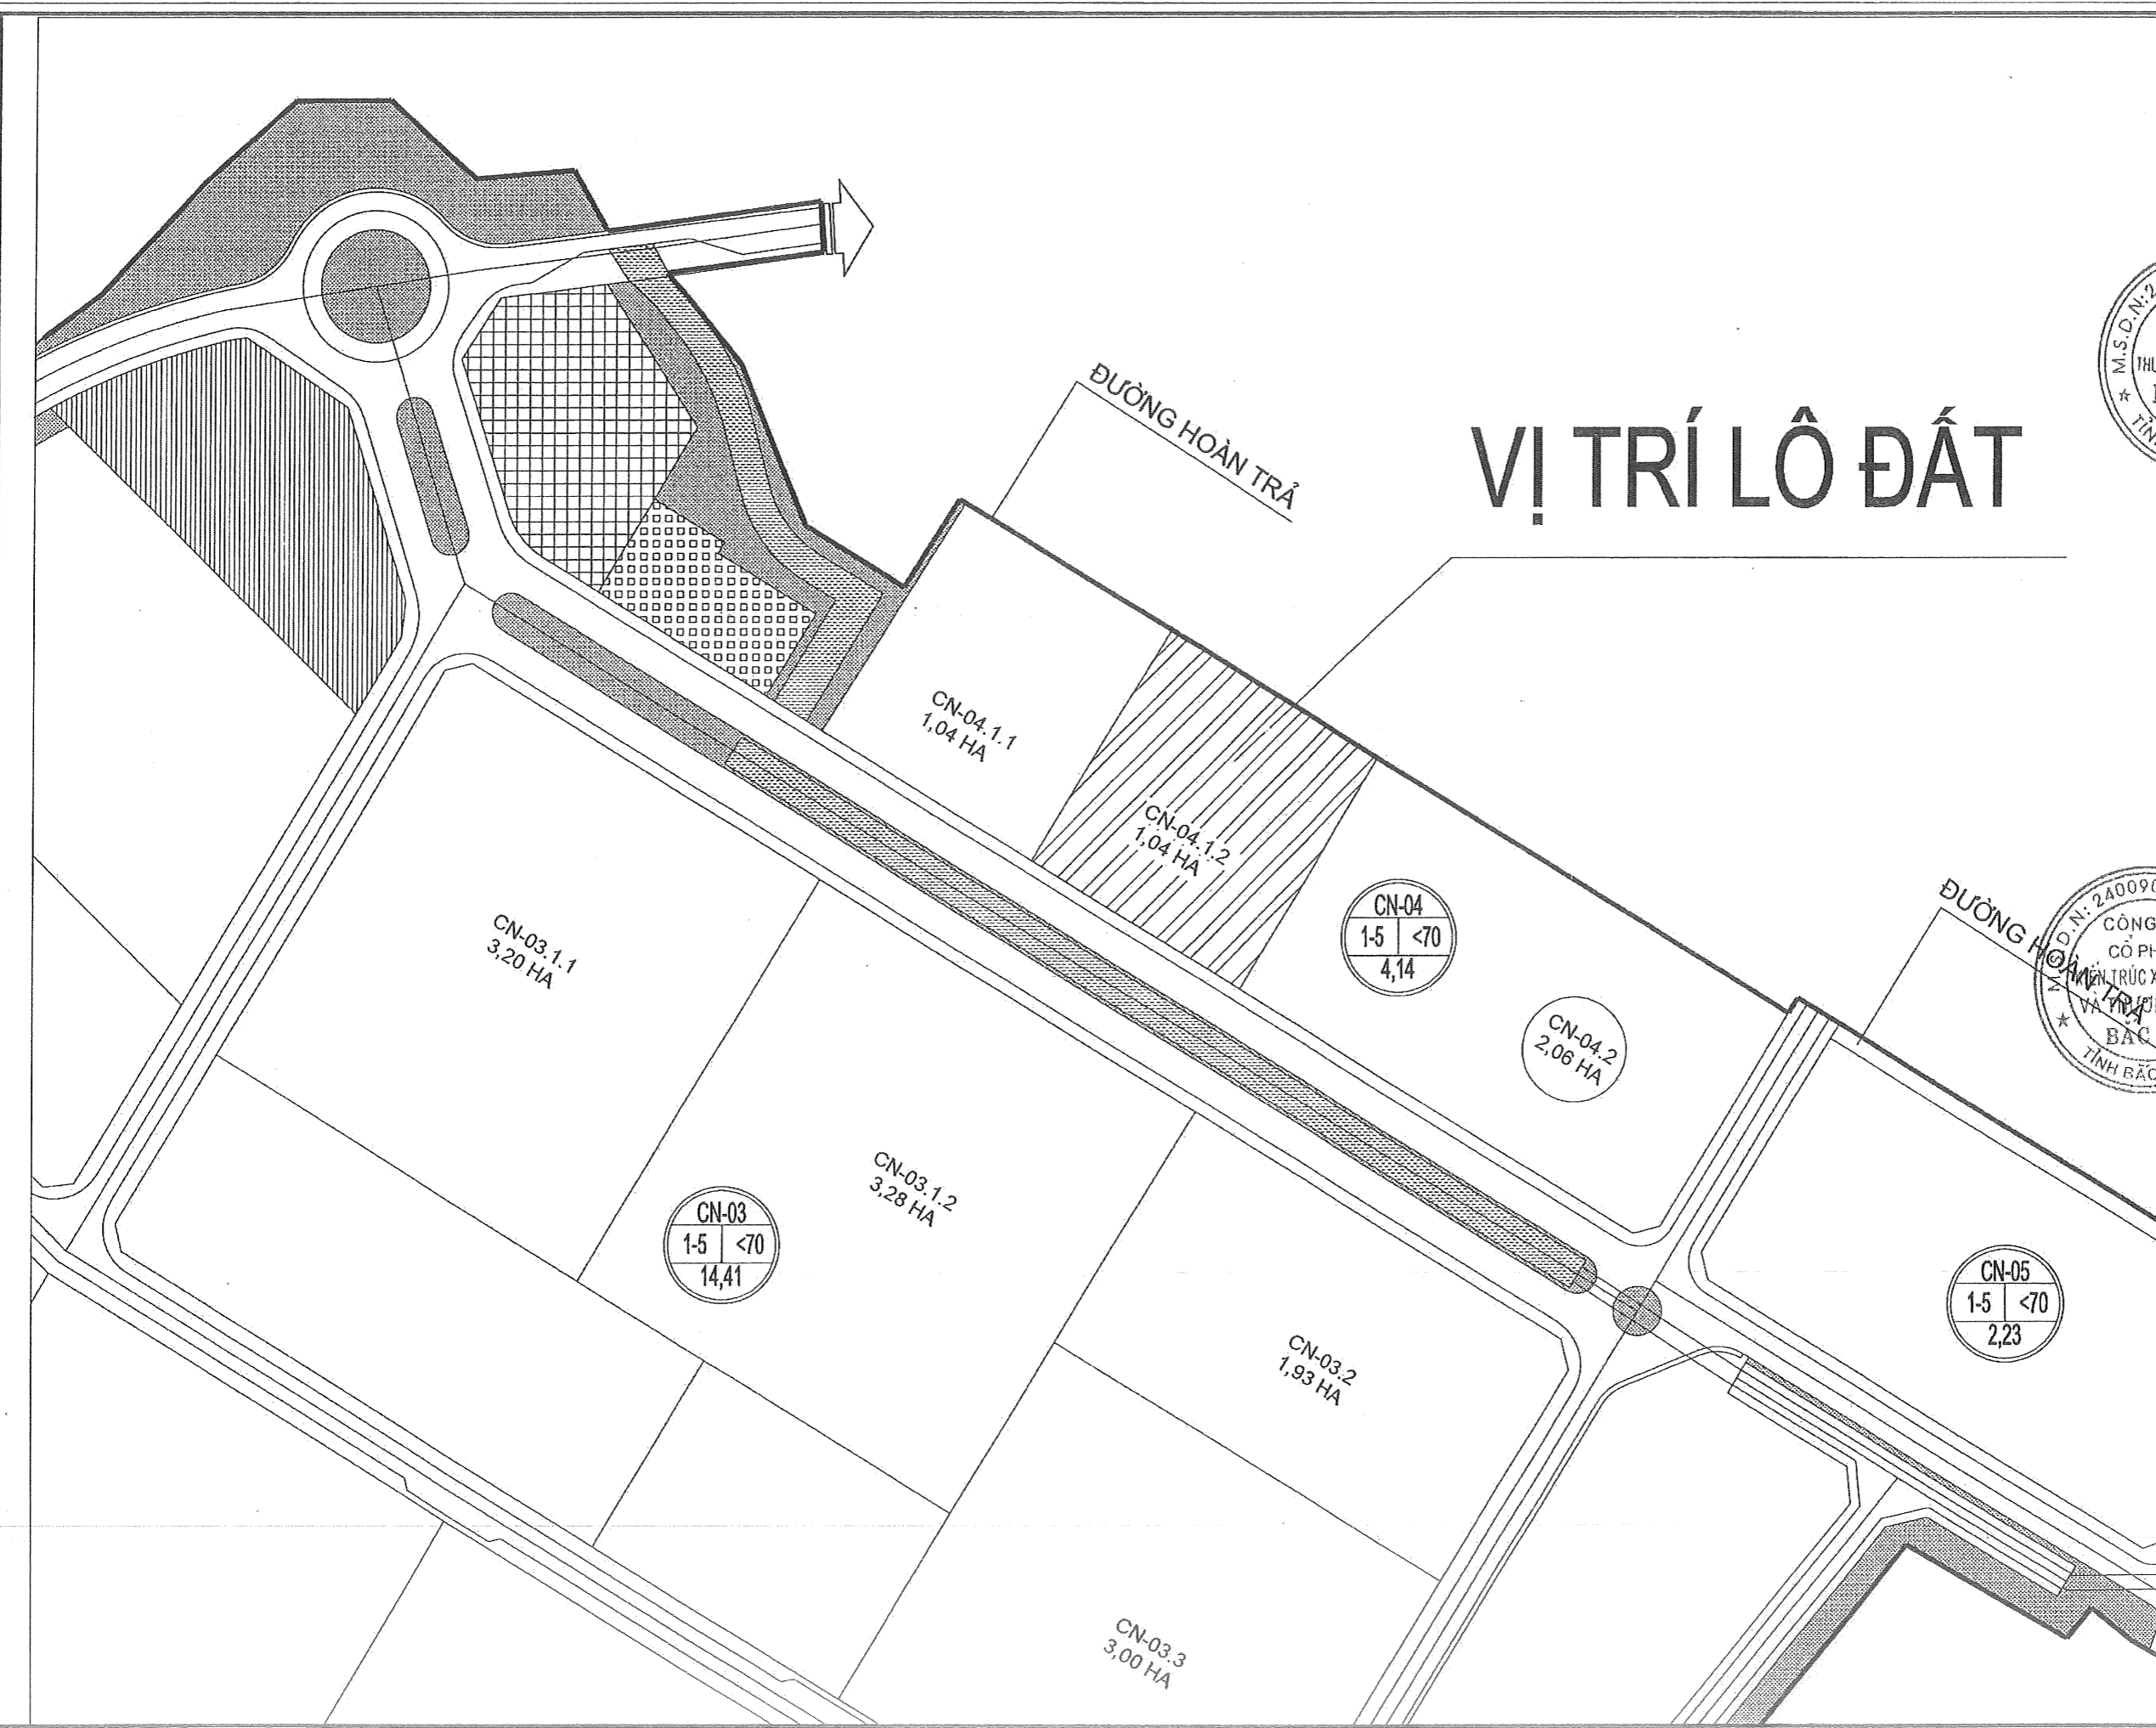 ĐƯỜNG HOÀN TRẢ
VỊ TRÍ LÔ ĐẤT
M.S.D.N:2
CN-04.1.1
1,04 HA
CN-04.1.2
1,04 HA
CN-04
1-5 <70
4,14
CN-04.2
2,06 HA
ĐƯỜNG HOÀN TRẢ
M.S.D.N: 24009
CÔNG
CỔ PH
BẮC
TỈNH BẮC
CN-03.1.1
3,20 HA
CN-03.1.2
3,28 HA
CN-03
1-5 <70
14,41
CN-05
1-5 <70
2,23
CN-03.2
1,93 HA
CN-03.3
3,00 HA